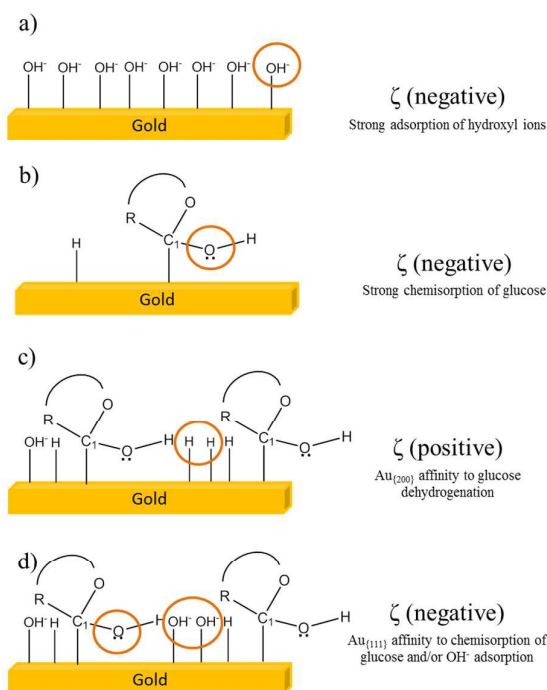 a)
OH⁻ OH⁻ OH⁻ OH⁻ OH⁻ OH⁻ OH⁻ OH⁻
Gold
ζ (negative)
Strong adsorption of hydroxyl ions
b)
O
R
H
C₁ O H
Gold
ζ (negative)
Strong chemisorption of glucose
c)
O O
R R
OH⁻ H C₁ O H H H H C₁ O H
Gold
ζ (positive)
Au{200} affinity to glucose
dehydrogenation
d)
O O
R R
OH⁻ H C₁ O H OH⁻ OH⁻ H C₁ O H
Gold
ζ (negative)
Au{111} affinity to chemisorption of
glucose and/or OH⁻ adsorption